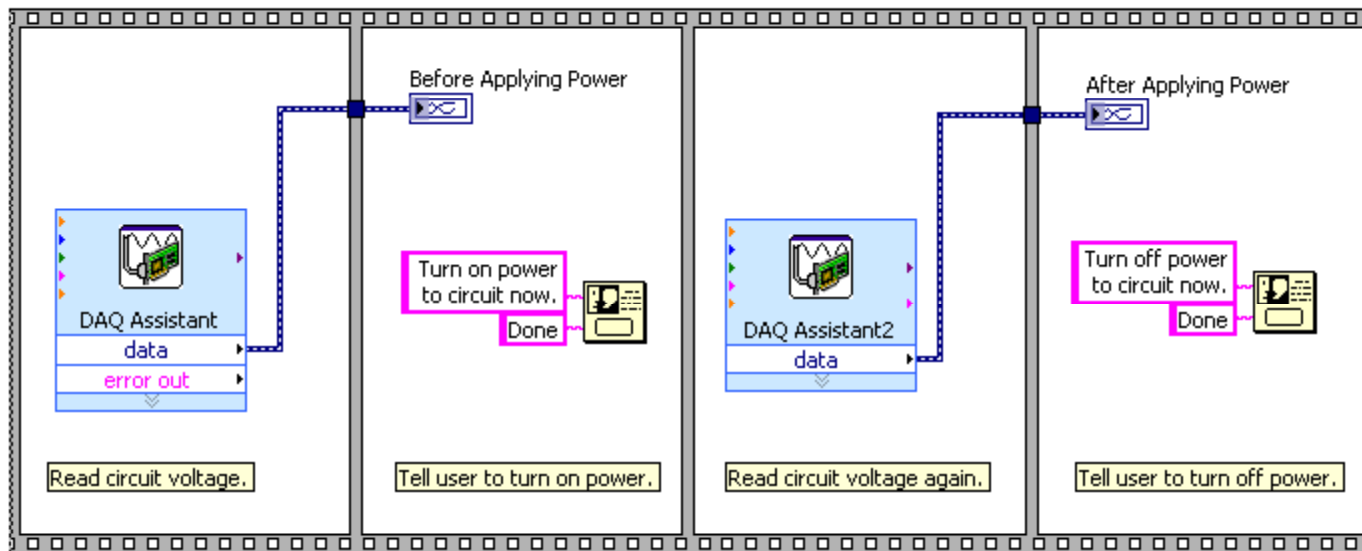 Before Applying Power
After Applying Power
Turn on power
to circuit now.
Done
Turn off power
to circuit now.
Done
DAQ Assistant
data
error out
DAQ Assistant2
data
Read circuit voltage.
Tell user to turn on power.
Read circuit voltage again.
Tell user to turn off power.